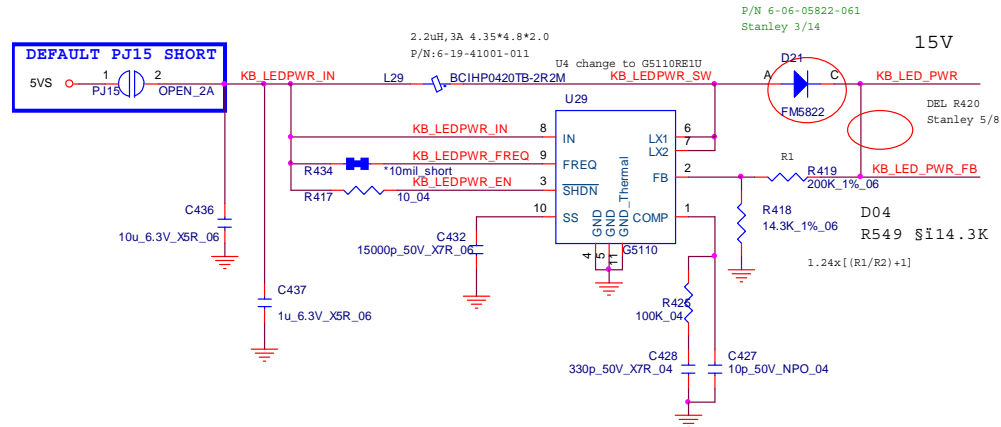 P/N 6-06-05822-061
Stanley 3/14
2.2uH,3A 4.35*4.8*2.0
P/N:6-19-41001-011
15V
DEFAULT PJ15 SHORT
U4 change to G5110RE1U
D21
KB_LEDPWR_IN
L29
BCIHP0420TB-2R2M
KB_LEDPWR_SW
A
C
KB_LED_PWR
5VS
1
2
PJ15
OPEN_2A
U29
FM5822
DEL R420
Stanley 5/8
KB_LEDPWR_IN
8
IN
LX1
6
LX2
7
KB_LEDPWR_FREQ
9
FREQ
R434
*10mil_short
R1
R419
200K_1%_06
KB_LED_PWR_FB
KB_LEDPWR_EN
3
SHDN
FB
2
R417
10_04
GND_Thermal
C436
10u_6.3V_X5R_06
10
SS
COMP
1
R418
14.3K_1%_06
D04
R549 §ï14.3K
C432
15000p_50V_X7R_06
GND
GND
4
5
11
G5110
1.24x[(R1/R2)+1]
C437
1u_6.3V_X5R_06
R425
100K_04
C428
330p_50V_X7R_04
C427
10p_50V_NPO_04